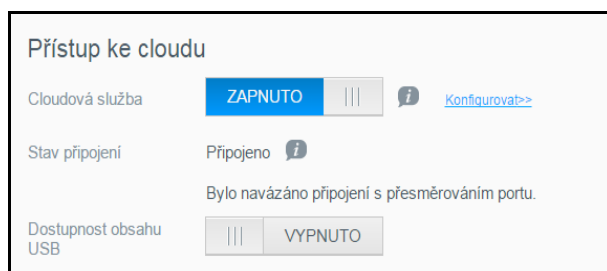 Přístup ke cloudu
Cloudová služba ZAPNUTO Konfigurovat>>
Stav připojení Připojeno
Bylo navázáno připojení s přesměrováním portu.
Dostupnost obsahu
USB VYPNUTO